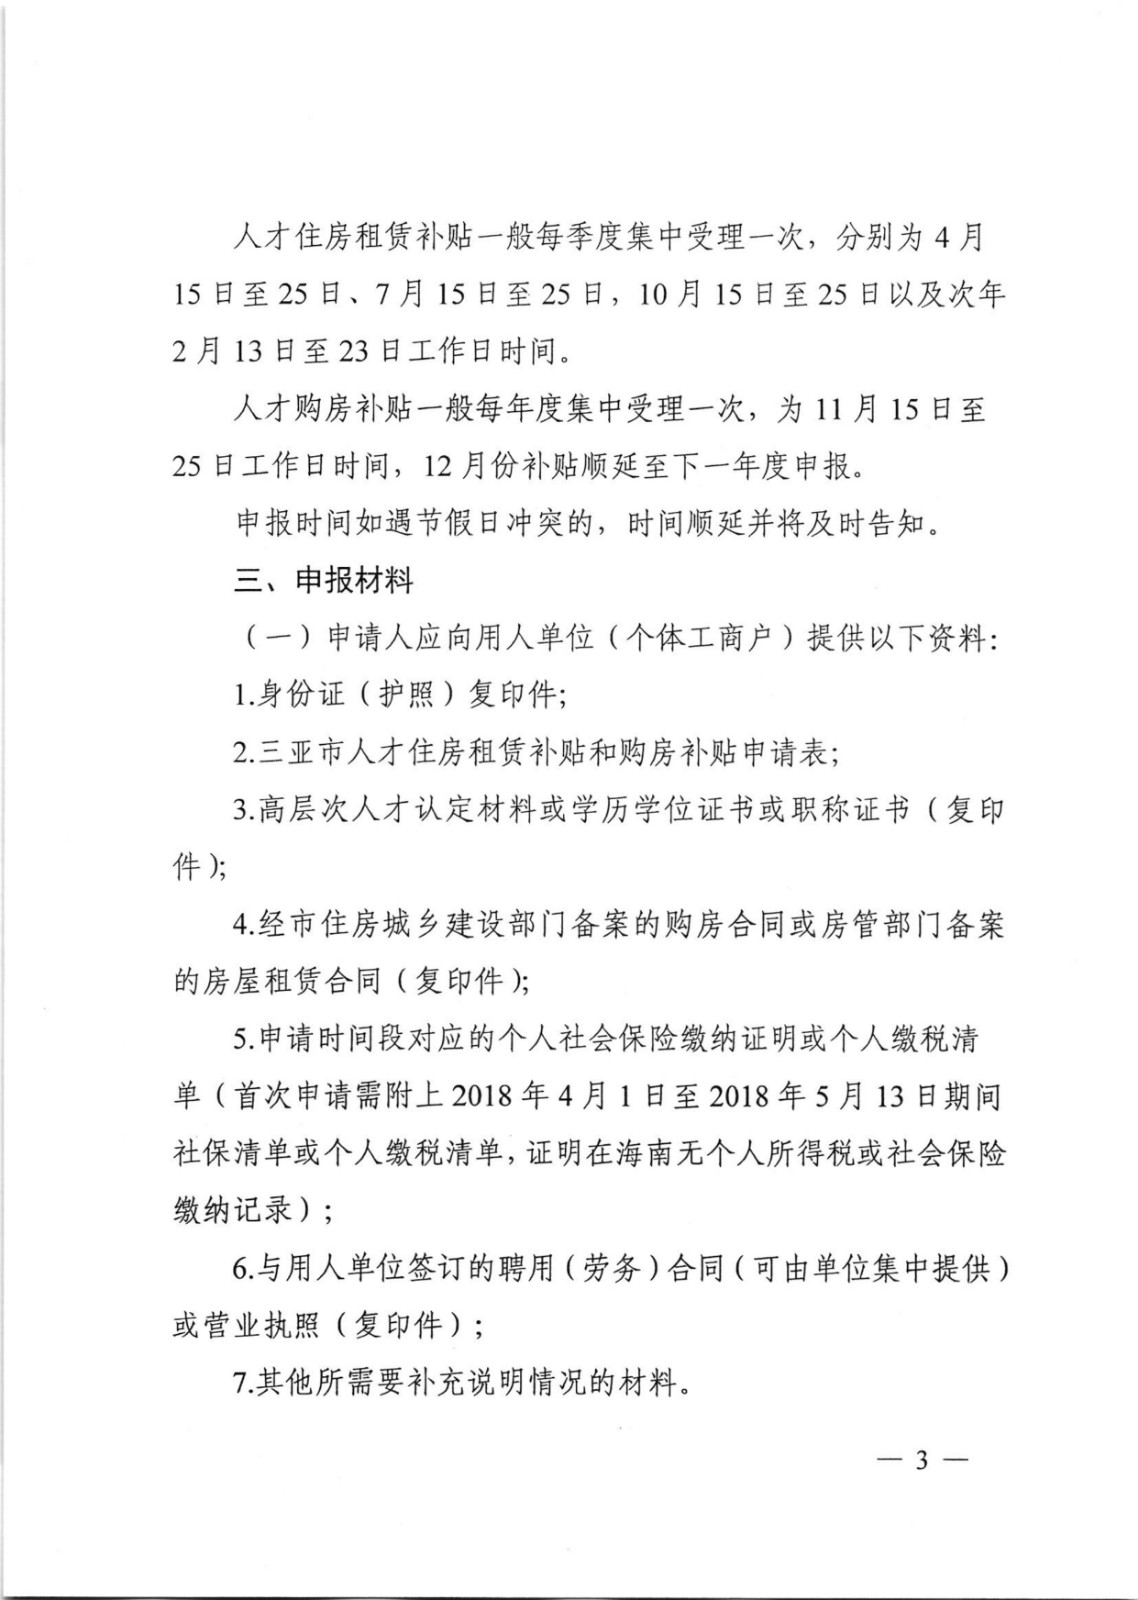 人才住房租赁补贴一般每季度集中受理一次，分别为 4 月
15 日至 25 日、7 月 15 日至 25 日，10 月 15 日至 25 日以及次年
2 月 13 日至 23 日工作日时间。
人才购房补贴一般每年度集中受理一次，为 11 月 15 日至
25 日工作日时间，12 月份补贴顺延至下一年度申报。
申报时间如遇节假日冲突的，时间顺延并将及时告知。
三、申报材料
（一）申请人应向用人单位（个体工商户）提供以下资料：
1.身份证（护照）复印件；
2.三亚市人才住房租赁补贴和购房补贴申请表；
3.高层次人才认定材料或学历学位证书或职称证书（复印
件）；
4.经市住房城乡建设部门备案的购房合同或房管部门备案
的房屋租赁合同（复印件）；
5.申请时间段对应的个人社会保险缴纳证明或个人缴税清
单（首次申请需附上 2018 年 4 月 1 日至 2018 年 5 月 13 日期间
社保清单或个人缴税清单，证明在海南无个人所得税或社会保险
缴纳记录）；
6.与用人单位签订的聘用（劳务）合同（可由单位集中提供）
或营业执照（复印件）；
7.其他所需要补充说明情况的材料。
— 3 —